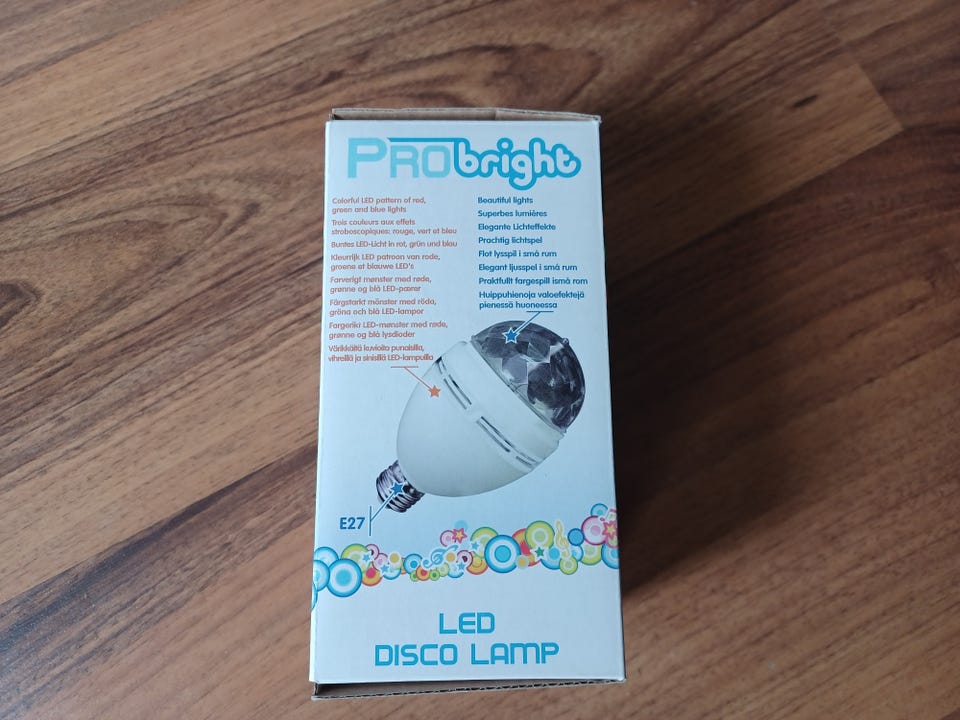 PRObright
Colorful LED pattern of red,
green and blue lights
Trois couleurs aux effets
stroboscopiques: rouge, vert et bleu
Buntes LED-Licht in rot, grün und blau
Kleurrijk LED patroon van rode,
groene et blauwe LED's
Farverigt mønster med røde,
grønne og blå LED-pærer
Färgstarkt mönster med röda,
gröna och blå LED-lampor
Fargerikt LED-mønster med røde,
grønne og blå lysdioder
Värikkäitä kuvioita punaisilla,
vihreillä ja sinisillä LED-lampuilla
Beautiful lights
Superbes lumières
Elegante Lichteffekte
Prachtig lichtspel
Flot lysspil i små rum
Elegant ljusspel i små rum
Praktfullt fargespill ismå rom
Huippuhienoja valoefektejä
pienessä huoneessa
E27
LED
DISCO LAMP